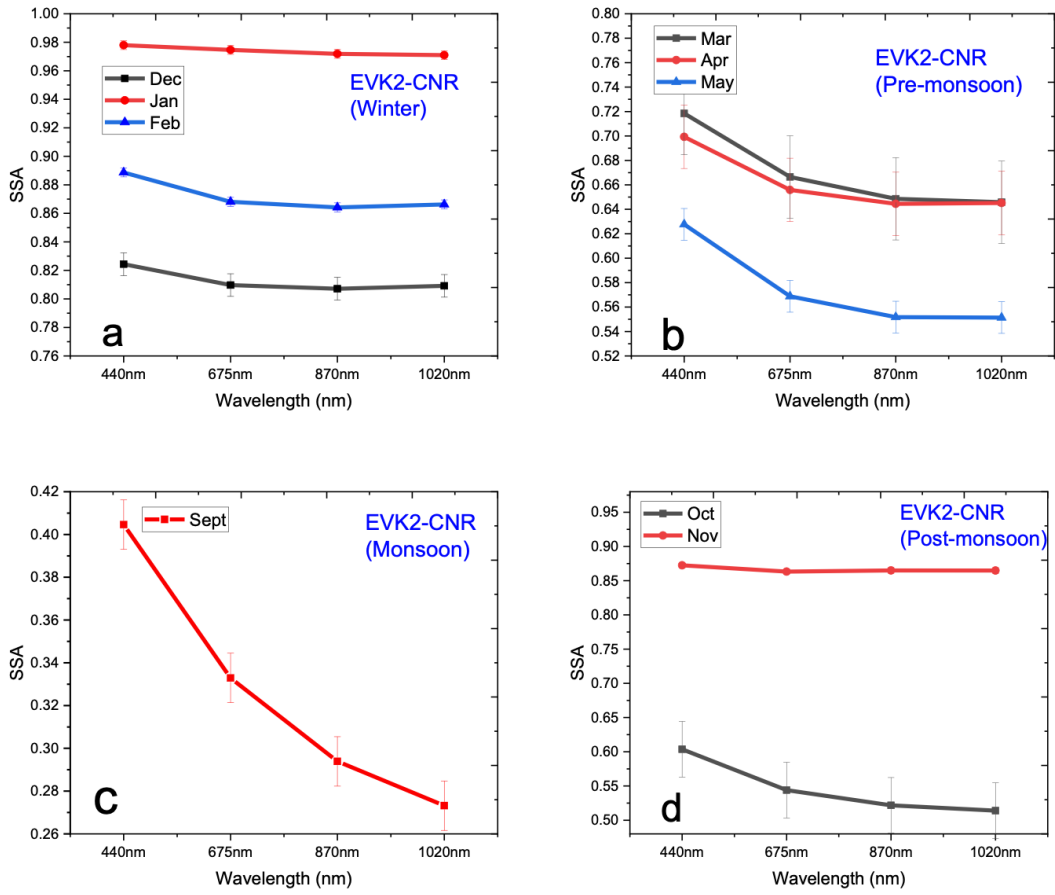 1.00
0.98
0.96
0.94
0.92
0.90
0.88
0.86
0.84
0.82
0.80
0.78
0.76
SSA
Dec
Jan
Feb
EVK2-CNR
(Winter)
a
440nm
675nm
870nm
1020nm
Wavelength (nm)
0.80
0.78
0.76
0.74
0.72
0.70
0.68
0.66
0.64
0.62
0.60
0.58
0.56
0.54
0.52
SSA
Mar
Apr
May
EVK2-CNR
(Pre-monsoon)
b
440nm
675nm
870nm
1020nm
Wavelength (nm)
0.42
0.40
0.38
0.36
0.34
0.32
0.30
0.28
0.26
SSA
Sept
EVK2-CNR
(Monsoon)
c
440nm
675nm
870nm
1020nm
Wavelength (nm)
0.95
0.90
0.85
0.80
0.75
0.70
0.65
0.60
0.55
0.50
SSA
Oct
Nov
EVK2-CNR
(Post-monsoon)
d
440nm
675nm
870nm
1020nm
Wavelength (nm)